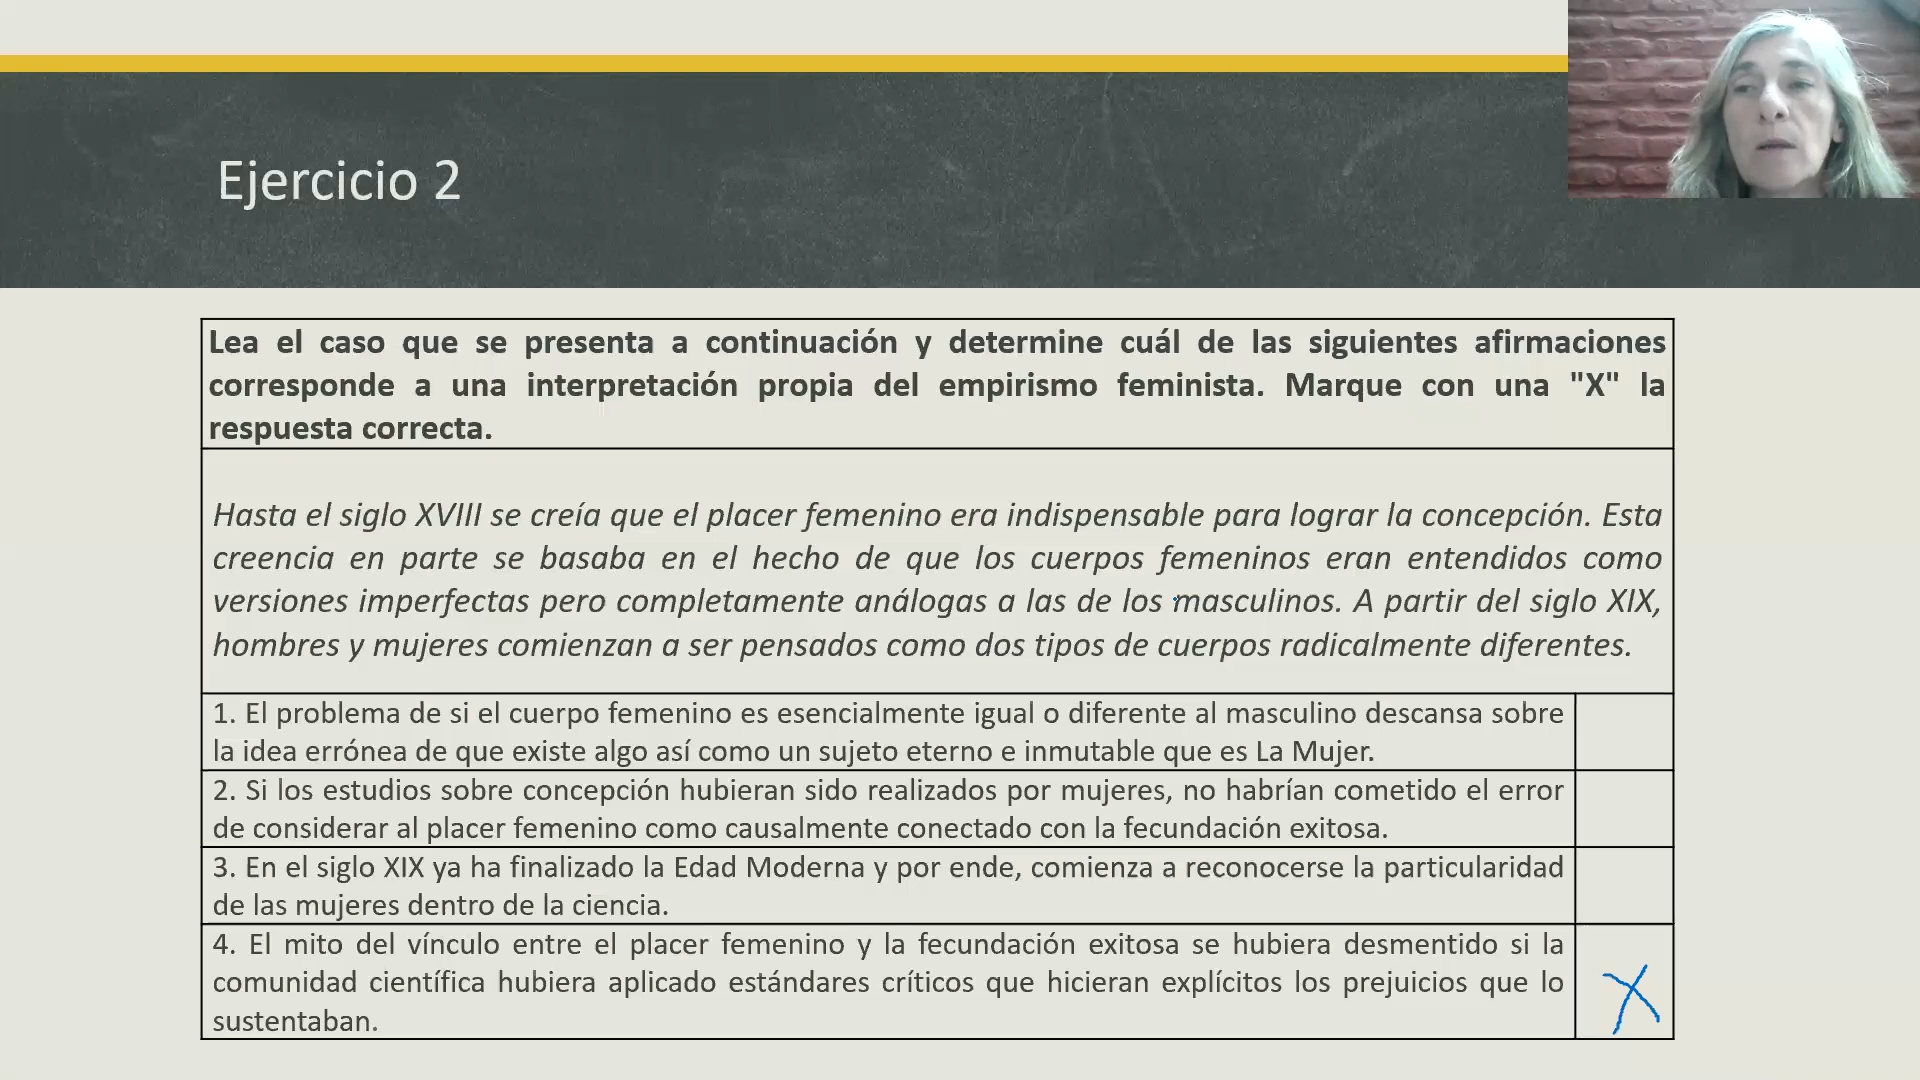 Ejercicio 2
Lea el caso que se presenta a continuación y determine cuál de las siguientes afirmaciones
corresponde a una interpretación propia del empirismo feminista. Marque con una "X" la
respuesta correcta.
Hasta el siglo XVIII se creía que el placer femenino era indispensable para lograr la concepción. Esta
creencia en parte se basaba en el hecho de que los cuerpos femeninos eran entendidos como
versiones imperfectas pero completamente análogas a las de los masculinos. A partir del siglo XIX,
hombres y mujeres comienzan a ser pensados como dos tipos de cuerpos radicalmente diferentes.
1. El problema de si el cuerpo femenino es esencialmente igual o diferente al masculino descansa sobre
la idea errónea de que existe algo así como un sujeto eterno e inmutable que es La Mujer.
2. Si los estudios sobre concepción hubieran sido realizados por mujeres, no habrían cometido el error
de considerar al placer femenino como causalmente conectado con la fecundación exitosa.
3. En el siglo XIX ya ha finalizado la Edad Moderna y por ende, comienza a reconocerse la particularidad
de las mujeres dentro de la ciencia.
4. El mito del vínculo entre el placer femenino y la fecundación exitosa se hubiera desmentido si la
comunidad científica hubiera aplicado estándares críticos que hicieran explícitos los prejuicios que lo
sustentaban.
X